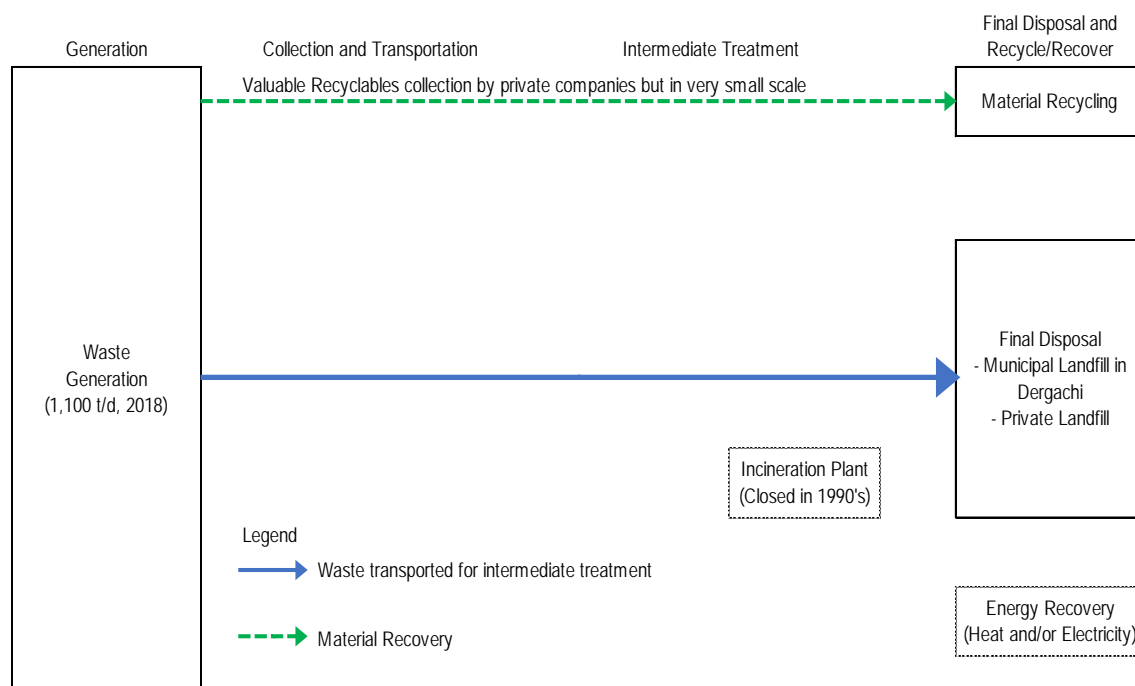 Generation
Collection and Transportation
Intermediate Treatment
Final Disposal and
Recycle/Recover
Valuable Recyclables collection by private companies but in very small scale
Material Recycling
Waste
Generation
(1,100 t/d, 2018)
Final Disposal
- Municipal Landfill in
Dergachi
- Private Landfill
Incineration Plant
(Closed in 1990's)
Legend
Waste transported for intermediate treatment
Material Recovery
Energy Recovery
(Heat and/or Electricity)